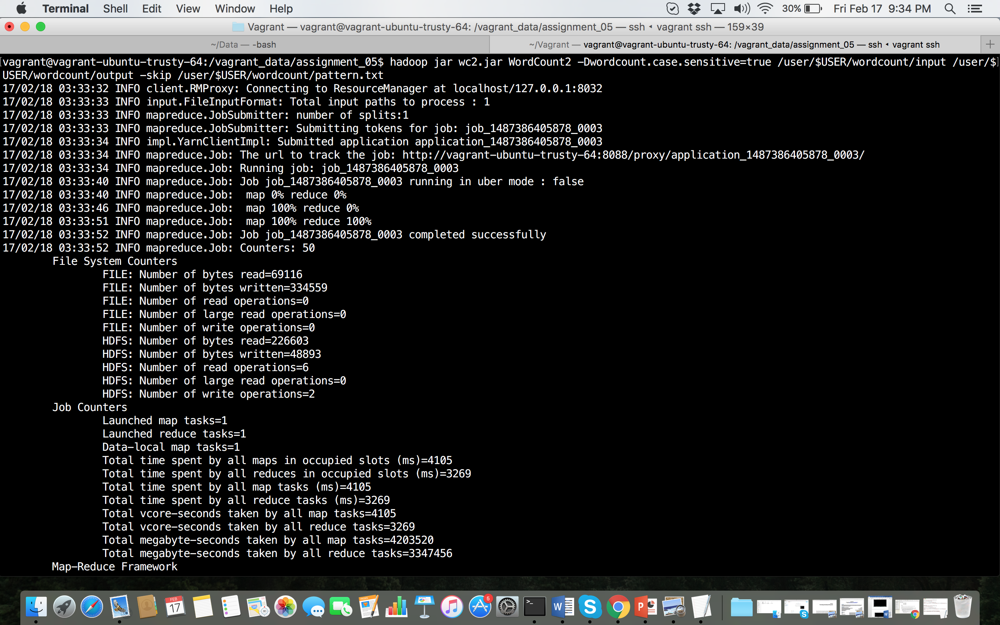 Terminal Shell Edit View Window Help 30% Fri Feb 17 9:34 PM
Vagrant — vagrant@vagrant-ubuntu-trusty-64: /vagrant_data/assignment_05 — ssh ◂ vagrant ssh — 159×39
~/Data — -bash
~/Vagrant — vagrant@vagrant-ubuntu-trusty-64: /vagrant_data/assignment_05 — ssh ◂ vagrant ssh
[vagrant@vagrant-ubuntu-trusty-64:/vagrant_data/assignment_05$ hadoop jar wc2.jar WordCount2 -Dwordcount.case.sensitive=true /user/$USER/wordcount/input /user/$]
USER/wordcount/output -skip /user/$USER/wordcount/pattern.txt
17/02/18 03:33:32 INFO client.RMProxy: Connecting to ResourceManager at localhost/127.0.0.1:8032
17/02/18 03:33:33 INFO input.FileInputFormat: Total input paths to process : 1
17/02/18 03:33:33 INFO mapreduce.JobSubmitter: number of splits:1
17/02/18 03:33:33 INFO mapreduce.JobSubmitter: Submitting tokens for job: job_1487386405878_0003
17/02/18 03:33:34 INFO impl.YarnClientImpl: Submitted application application_1487386405878_0003
17/02/18 03:33:34 INFO mapreduce.Job: The url to track the job: http://vagrant-ubuntu-trusty-64:8088/proxy/application_1487386405878_0003/
17/02/18 03:33:34 INFO mapreduce.Job: Running job: job_1487386405878_0003
17/02/18 03:33:40 INFO mapreduce.Job: Job job_1487386405878_0003 running in uber mode : false
17/02/18 03:33:40 INFO mapreduce.Job:  map 0% reduce 0%
17/02/18 03:33:46 INFO mapreduce.Job:  map 100% reduce 0%
17/02/18 03:33:51 INFO mapreduce.Job:  map 100% reduce 100%
17/02/18 03:33:52 INFO mapreduce.Job: Job job_1487386405878_0003 completed successfully
17/02/18 03:33:52 INFO mapreduce.Job: Counters: 50
File System Counters
FILE: Number of bytes read=69116
FILE: Number of bytes written=334559
FILE: Number of read operations=0
FILE: Number of large read operations=0
FILE: Number of write operations=0
HDFS: Number of bytes read=226603
HDFS: Number of bytes written=48893
HDFS: Number of read operations=6
HDFS: Number of large read operations=0
HDFS: Number of write operations=2
Job Counters
Launched map tasks=1
Launched reduce tasks=1
Data-local map tasks=1
Total time spent by all maps in occupied slots (ms)=4105
Total time spent by all reduces in occupied slots (ms)=3269
Total time spent by all map tasks (ms)=4105
Total time spent by all reduce tasks (ms)=3269
Total vcore-seconds taken by all map tasks=4105
Total vcore-seconds taken by all reduce tasks=3269
Total megabyte-seconds taken by all map tasks=4203520
Total megabyte-seconds taken by all reduce tasks=3347456
Map-Reduce Framework
FEB
17
3D
PAGES
5
>_
W
S
P